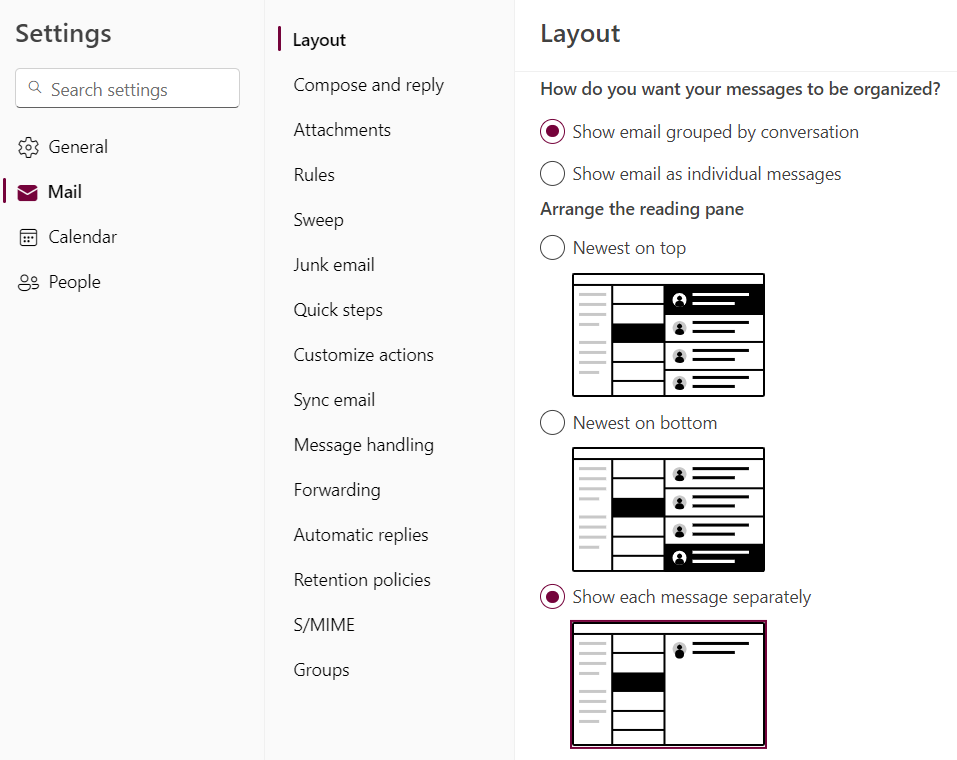 Settings
Search settings
General
Mail
Calendar
People
Layout
Compose and reply
Attachments
Rules
Sweep
Junk email
Quick steps
Customize actions
Sync email
Message handling
Forwarding
Automatic replies
Retention policies
S/MIME
Groups
Layout
How do you want your messages to be organized?
Show email grouped by conversation
Show email as individual messages
Arrange the reading pane
Newest on top
Newest on bottom
Show each message separately